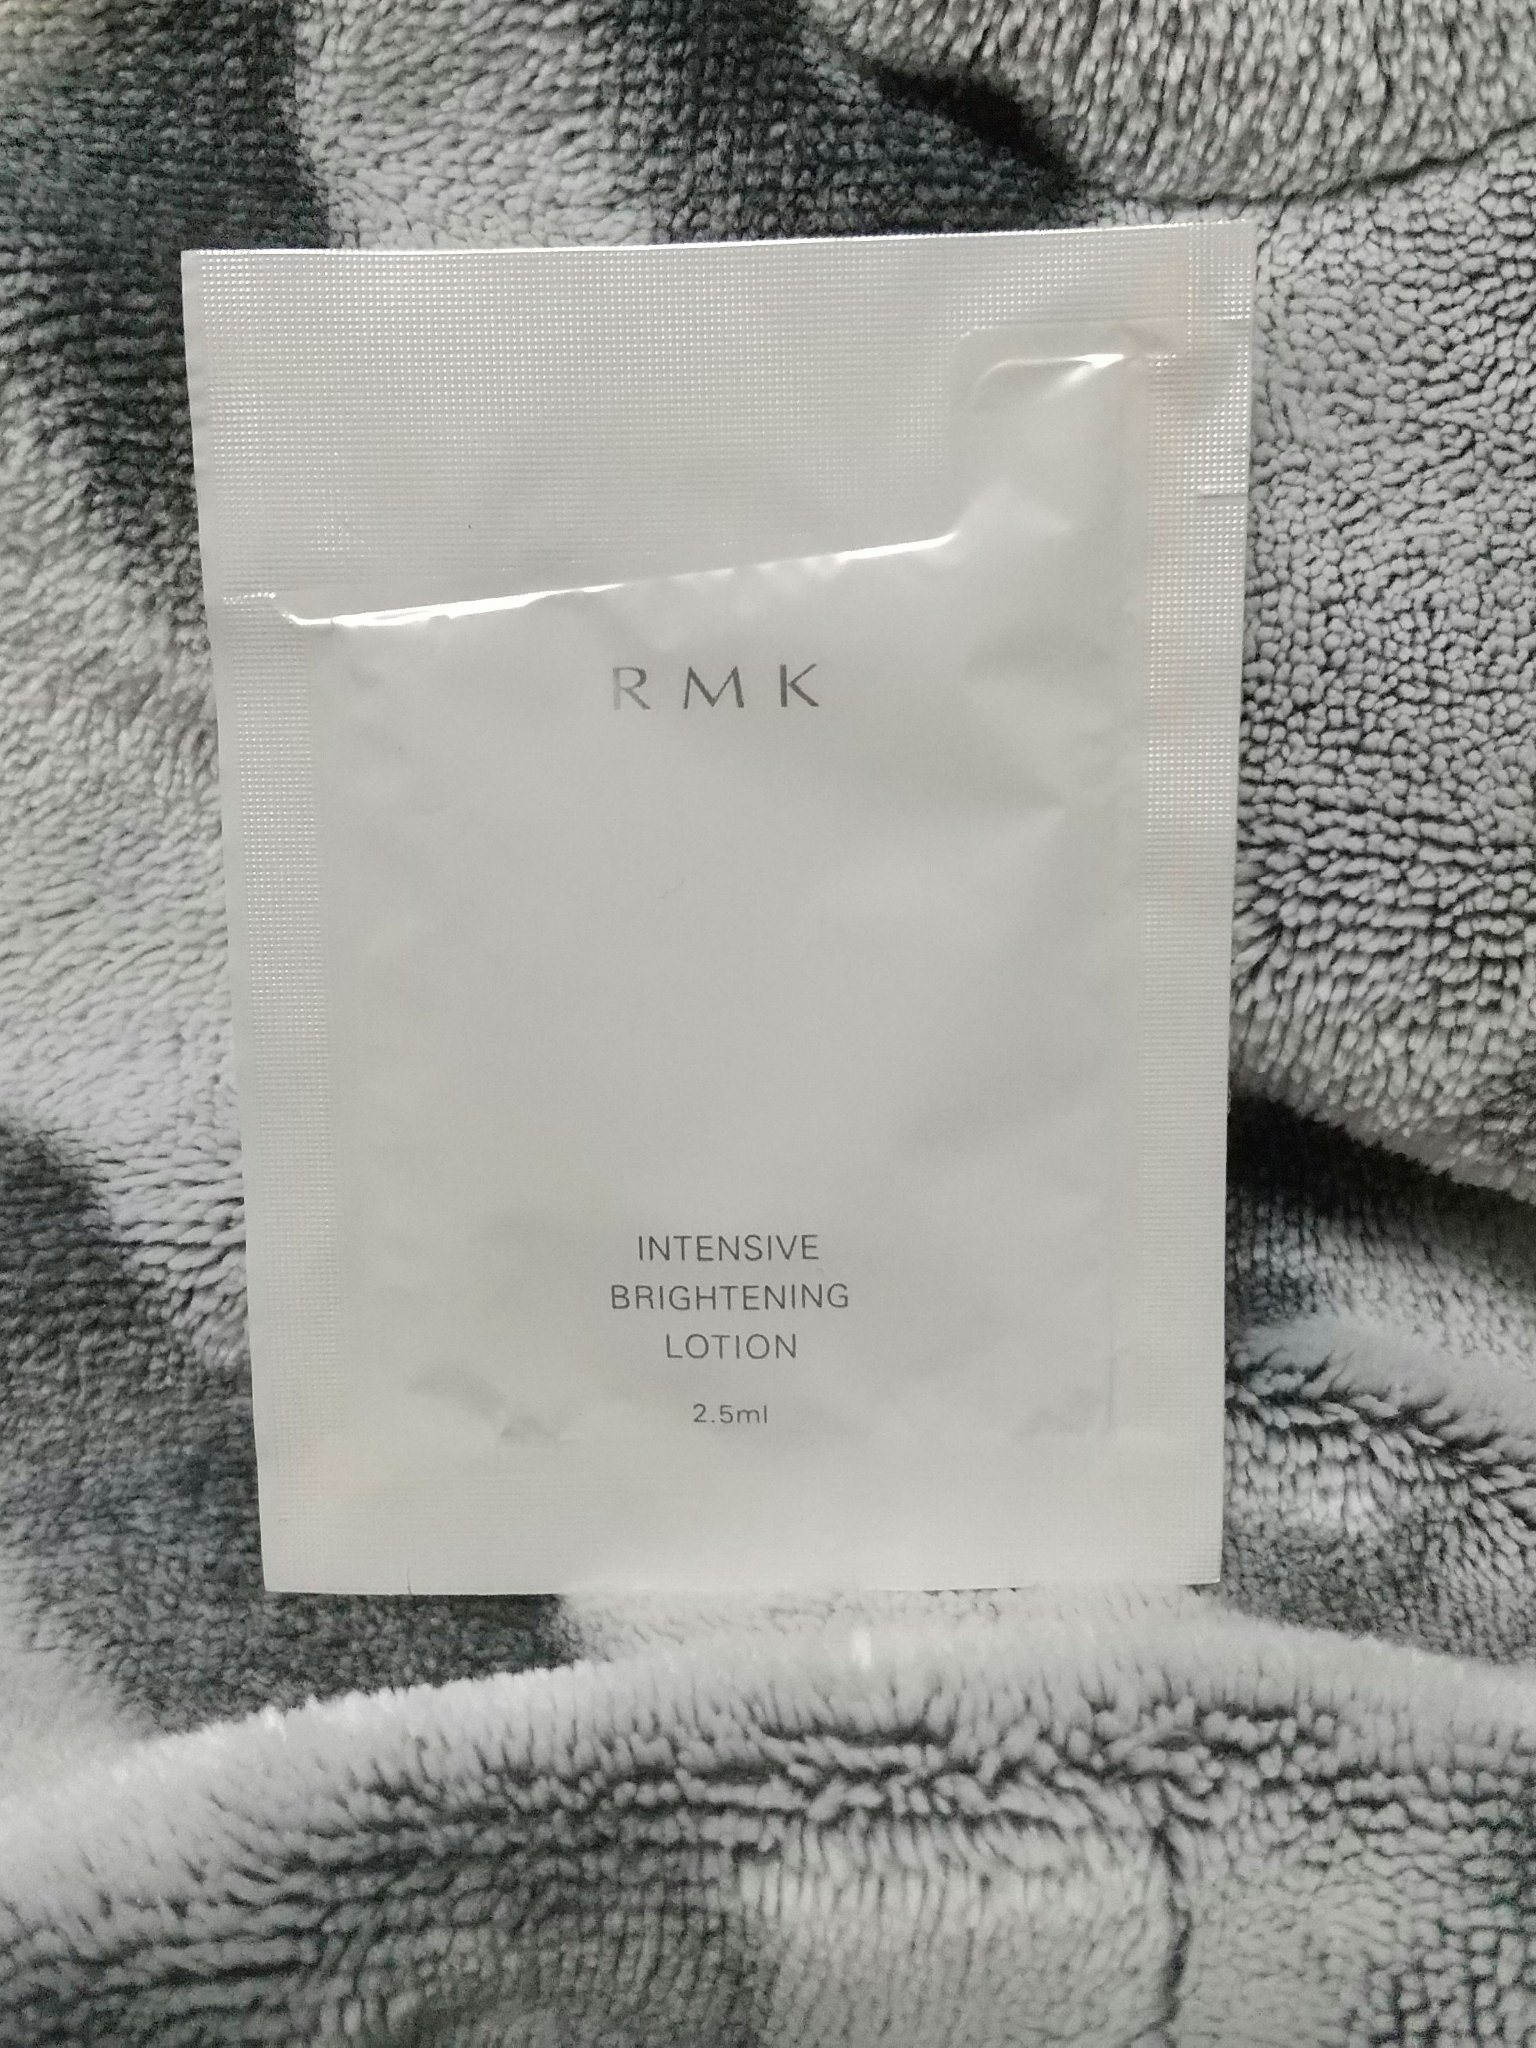 RMK
INTENSIVE
BRIGHTENING
LOTION
2.5ml